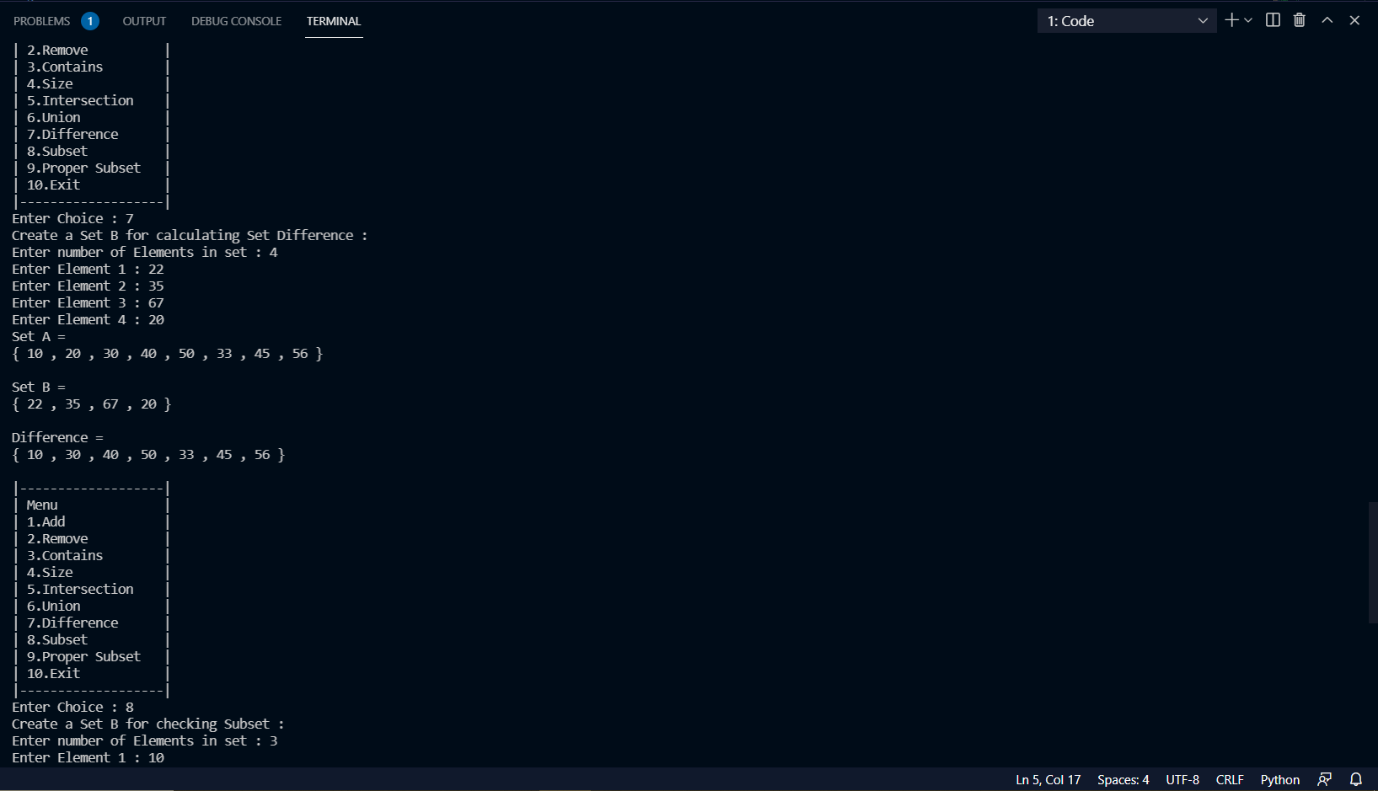 PROBLEMS 1 OUTPUT DEBUG CONSOLE TERMINAL 1: Code
| 2.Remove |
| 3.Contains |
| 4.Size |
| 5.Intersection |
| 6.Union |
| 7.Difference |
| 8.Subset |
| 9.Proper Subset |
| 10.Exit |
|-------------------|
Enter Choice : 7
Create a Set B for calculating Set Difference :
Enter number of Elements in set : 4
Enter Element 1 : 22
Enter Element 2 : 35
Enter Element 3 : 67
Enter Element 4 : 20
Set A =
{ 10 , 20 , 30 , 40 , 50 , 33 , 45 , 56 }
Set B =
{ 22 , 35 , 67 , 20 }
Difference =
{ 10 , 30 , 40 , 50 , 33 , 45 , 56 }
|-------------------|
| Menu |
| 1.Add |
| 2.Remove |
| 3.Contains |
| 4.Size |
| 5.Intersection |
| 6.Union |
| 7.Difference |
| 8.Subset |
| 9.Proper Subset |
| 10.Exit |
|-------------------|
Enter Choice : 8
Create a Set B for checking Subset :
Enter number of Elements in set : 3
Enter Element 1 : 10
Ln 5, Col 17 Spaces: 4 UTF-8 CRLF Python